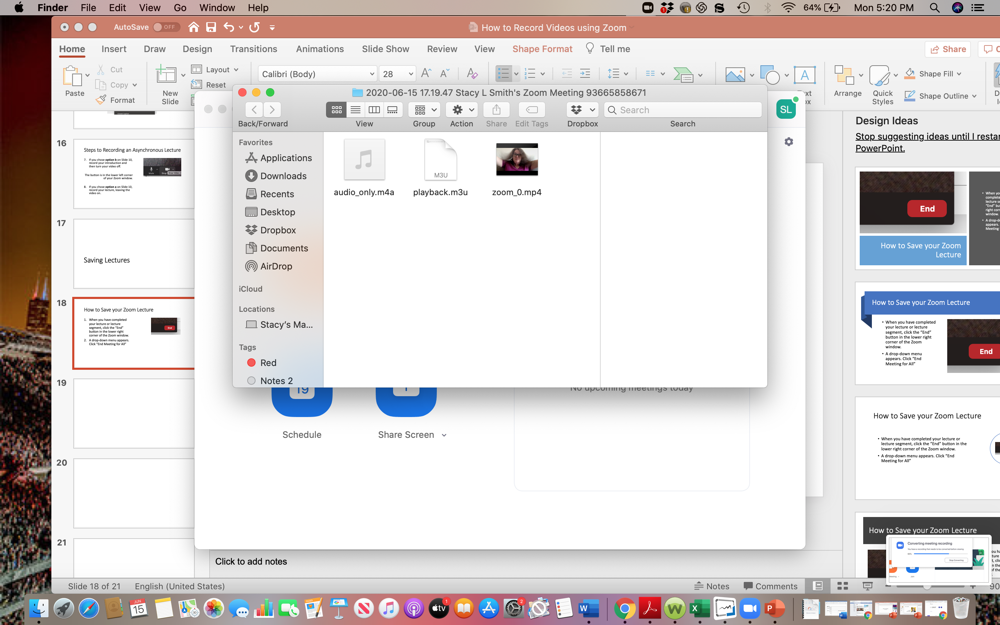 Finder File Edit View Go Window Help
64% Mon 5:20 PM
AutoSave OFF
How to Record Videos using Zoom
Home Insert Draw Design Transitions Animations Slide Show Review View Shape Format Tell me
Share
Paste
Cut
Copy
Format
New
Slide
Layout
Reset
Calibri (Body) 28
Arrange
Quick
Styles
Shape Fill
Shape Outline
2020-06-15 17.19.47 Stacy L Smith's Zoom Meeting 93665858671
Search
Back/Forward View Group Action Share Edit Tags Dropbox Search
SL
Favorites
Applications
Downloads
Recents
Desktop
Dropbox
Documents
AirDrop
iCloud
Locations
Stacy's Ma...
Tags
Red
Notes 2
M3U
audio_only.m4a playback.m3u zoom_0.mp4
16
Steps to Recording an Asynchronous Lecture
7. If you chose option b on Slide 10,
record your introduction and
then turn your video off.
The button is in the lower left corner
of your Zoom window.
8. If you chose option a on Slide 10,
record your lecture, leaving the
video on.
17
Saving Lectures
18
How to Save your Zoom Lecture
1. When you have completed
your lecture or lecture
segment, click the "End"
button in the lower right
corner of the Zoom window.
2. A drop-down menu appears.
Click "End Meeting for All"
End
19
20
21
19
No upcoming meetings today
Schedule
Share Screen
Click to add notes
Design Ideas
Stop suggesting ideas until I restar
PowerPoint.
End
How to Save your Zoom
Lecture
How to Save your Zoom Lecture
• When you have completed
your lecture or lecture
segment, click the "End"
button in the lower right
corner of the Zoom
window.
• A drop-down menu
appears. Click "End
Meeting for All"
End
How to Save your Zoom Lecture
• When you have completed your lecture or
lecture segment, click the "End" button in the
lower right corner of the Zoom window.
• A drop-down menu appears. Click "End
Meeting for All"
How to Save your Zoom Lecture
Converting meeting recording
You have a recording that needs to be converted before viewing
Stop Converting
Join
Slide 18 of 21 English (United States)
Notes Comments
90
JUN
15